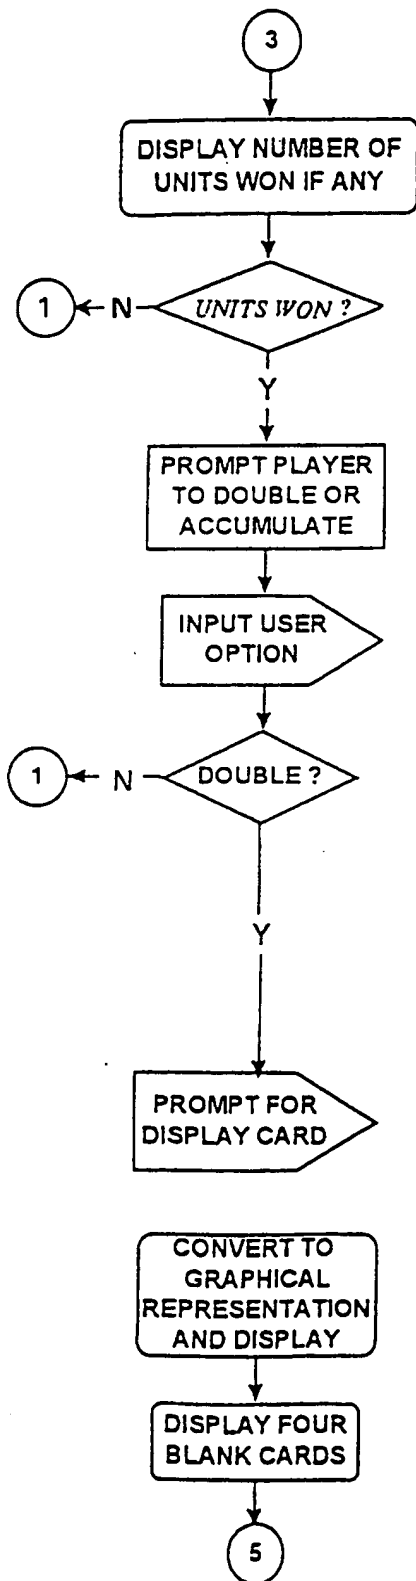 3
DISPLAY NUMBER OF
UNITS WON IF ANY
1 N UNITS WON ?
Y
PROMPT PLAYER
TO DOUBLE OR
ACCUMULATE
INPUT USER
OPTION
1 N DOUBLE ?
Y
PROMPT FOR
DISPLAY CARD
CONVERT TO
GRAPHICAL
REPRESENTATION
AND DISPLAY
DISPLAY FOUR
BLANK CARDS
5